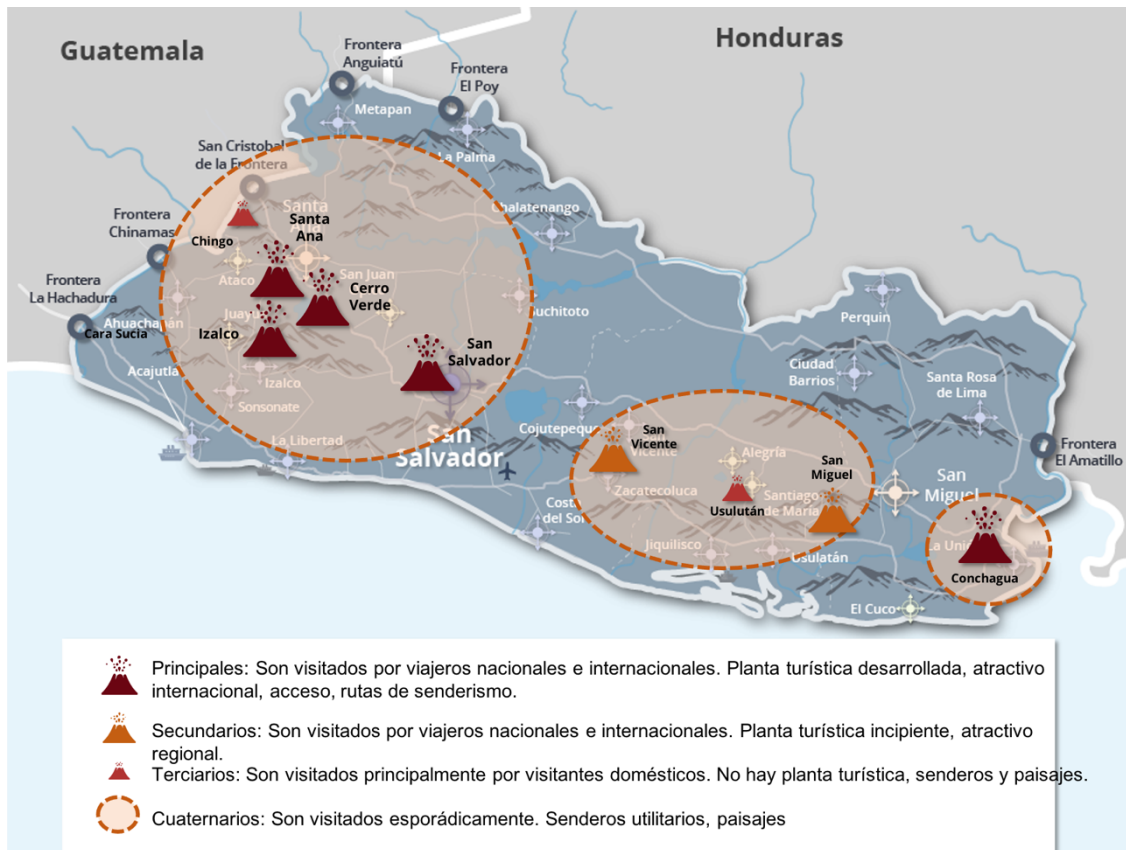 Guatemala
Honduras
Frontera
Anguiatú
Frontera
El Poy
Metapan
San Cristobal
de la Frontera
La Palma
Santa
Ana
Santa
Ana
Chalatenango
Frontera
Chinamas
Chingo
Ataco
San Juan
Cerro
Verde
Frontera
La Hachadura
Ahuachapán
Cara Sucia
Juayua
Izalco
Suchitoto
San
Salvador
Perquin
Acajutla
Izalco
Sonsonate
Ciudad
Barrios
Santa Rosa
de Lima
La Libertad
San
Salvador
Cojutepeque
San
Vicente
Vicente
Alegría
San
Miguel
San
Miguel
Frontera
El Amatillo
Zacatecoluca
Usulután
Santiago
de María
Costa
del Sol
Jiquilisco
Usulatán
La Unión
Conchagua
El Cuco
Principales: Son visitados por viajeros nacionales e internacionales. Planta turística desarrollada, atractivo
internacional, acceso, rutas de senderismo.
Secundarios: Son visitados por viajeros nacionales e internacionales. Planta turística incipiente, atractivo
regional.
Terciarios: Son visitados principalmente por visitantes domésticos. No hay planta turística, senderos y paisajes.
Cuaternarios: Son visitados esporádicamente. Senderos utilitarios, paisajes